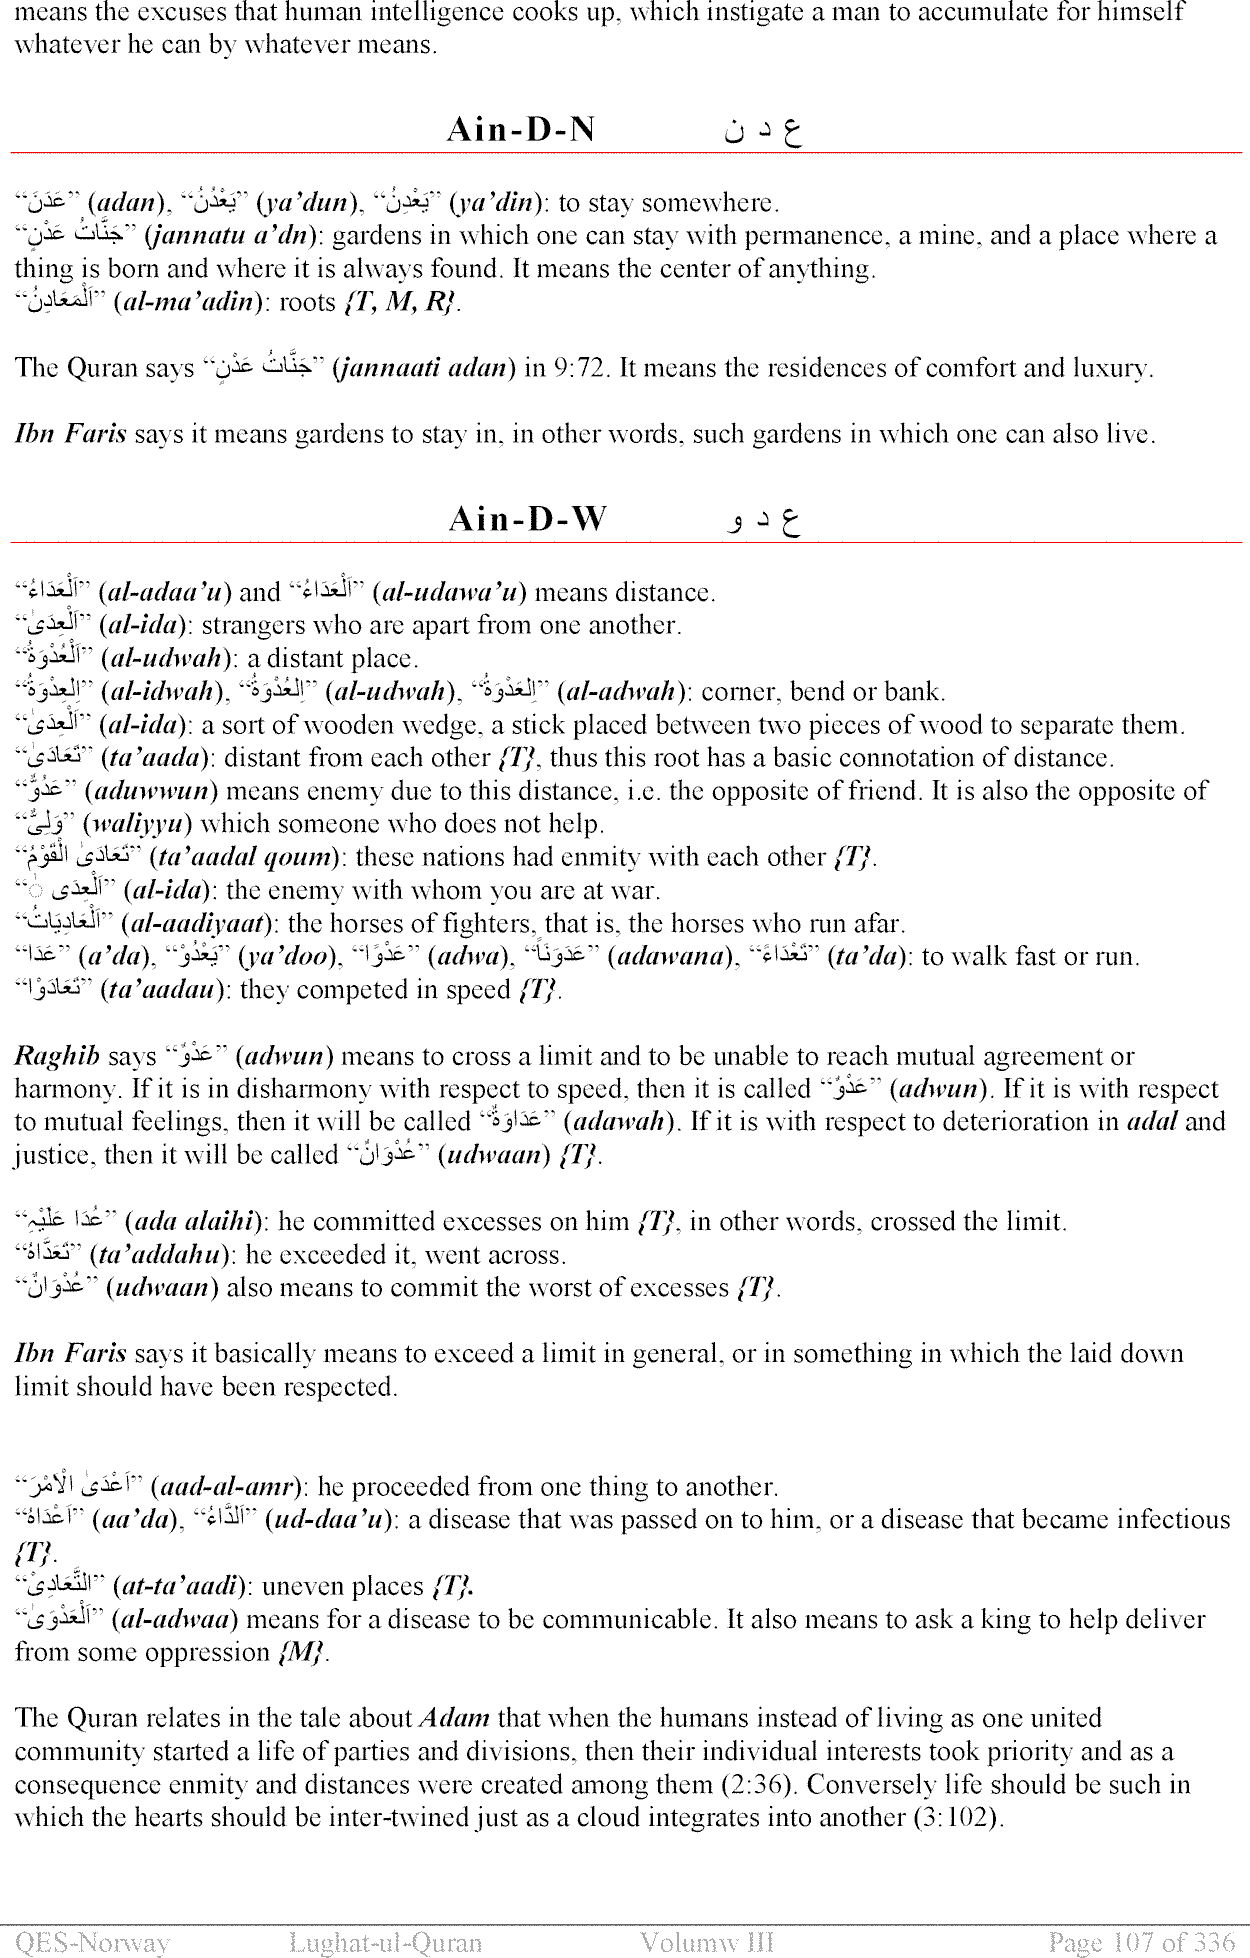 means the excuses that human intelligence cooks up, which instigate a man to accumulate for himself
whatever he can by whatever means.
Ain-D-N ع د ن
“عَدَنَ” (adan), “يَعْدُنُ” (ya’dun), “يَعْدِنُ” (ya’din): to stay somewhere.
“جَنَّاتُ عَدْنٍ” (jannatu a’dn): gardens in which one can stay with permanence, a mine, and a place where a
thing is born and where it is always found. It means the center of anything.
“اَلْمَعَادِنُ” (al-ma’adin): roots {T, M, R}.
The Quran says “جَنَّاتُ عَدْنٍ” (jannaati adan) in 9:72. It means the residences of comfort and luxury.
Ibn Faris says it means gardens to stay in, in other words, such gardens in which one can also live.
Ain-D-W ع د و
“اَلْعَدَاءُ” (al-adaa’u) and “اَلْعَدَاءُ” (al-udawa’u) means distance.
“اَلْعِدَىٰ” (al-ida): strangers who are apart from one another.
“اَلْعُدْوَةُ” (al-udwah): a distant place.
“اِلْعِدوَةُ” (al-idwah), “اِلْعُدْوَةُ” (al-udwah), “اِلْعَدْوَةُ” (al-adwah): corner, bend or bank.
“اَلْعِدَىٰ” (al-ida): a sort of wooden wedge, a stick placed between two pieces of wood to separate them.
“تَعَادَىٰ” (ta’aada): distant from each other {T}, thus this root has a basic connotation of distance.
“عَدُوٌّ” (aduwwun) means enemy due to this distance, i.e. the opposite of friend. It is also the opposite of
“وَلِىٌّ” (waliyyu) which someone who does not help.
“تَعَادَىٰ الْقَوْمُ” (ta’aadal qoum): these nations had enmity with each other {T}.
“اَلْعِدَى ٰ” (al-ida): the enemy with whom you are at war.
“اَلْعَادِيَاتُ” (al-aadiyaat): the horses of fighters, that is, the horses who run afar.
“عَدَا” (a’da), “يَعْدُوْ” (ya’doo), “عَدْوًا” (adwa), “عَدَوَنَاً” (adawana), “تَعْدَاءً” (ta’da): to walk fast or run.
“تَعَادَوْا” (ta’aadau): they competed in speed {T}.
Raghib says “عَدْوٌ” (adwun) means to cross a limit and to be unable to reach mutual agreement or
harmony. If it is in disharmony with respect to speed, then it is called “عَدْوٌ” (adwun). If it is with respect
to mutual feelings, then it will be called “عَدَاوَةٌ” (adawah). If it is with respect to deterioration in adal and
justice, then it will be called “عُدْوَانٌ” (udwaan) {T}.
“عُدَا عَلَيْہِ” (ada alaihi): he committed excesses on him {T}, in other words, crossed the limit.
“تَعَدَّاهُ” (ta’addahu): he exceeded it, went across.
“عُدْوَانٌ” (udwaan) also means to commit the worst of excesses {T}.
Ibn Faris says it basically means to exceed a limit in general, or in something in which the laid down
limit should have been respected.
“اَعْدَىٰ الْاَمْرَ” (aad-al-amr): he proceeded from one thing to another.
“اَعْدَاهُ” (aa’da), “اَلدَّاءُ” (ud-daa’u): a disease that was passed on to him, or a disease that became infectious
{T}.
“التَّعَادِىْ” (at-ta’aadi): uneven places {T}.
“اَلْعَدْوَىٰ” (al-adwaa) means for a disease to be communicable. It also means to ask a king to help deliver
from some oppression {M}.
The Quran relates in the tale about Adam that when the humans instead of living as one united
community started a life of parties and divisions, then their individual interests took priority and as a
consequence enmity and distances were created among them (2:36). Conversely life should be such in
which the hearts should be inter-twined just as a cloud integrates into another (3:102).
QES-Norway Lughat-ul-Quran Volumw III Page 107 of 336